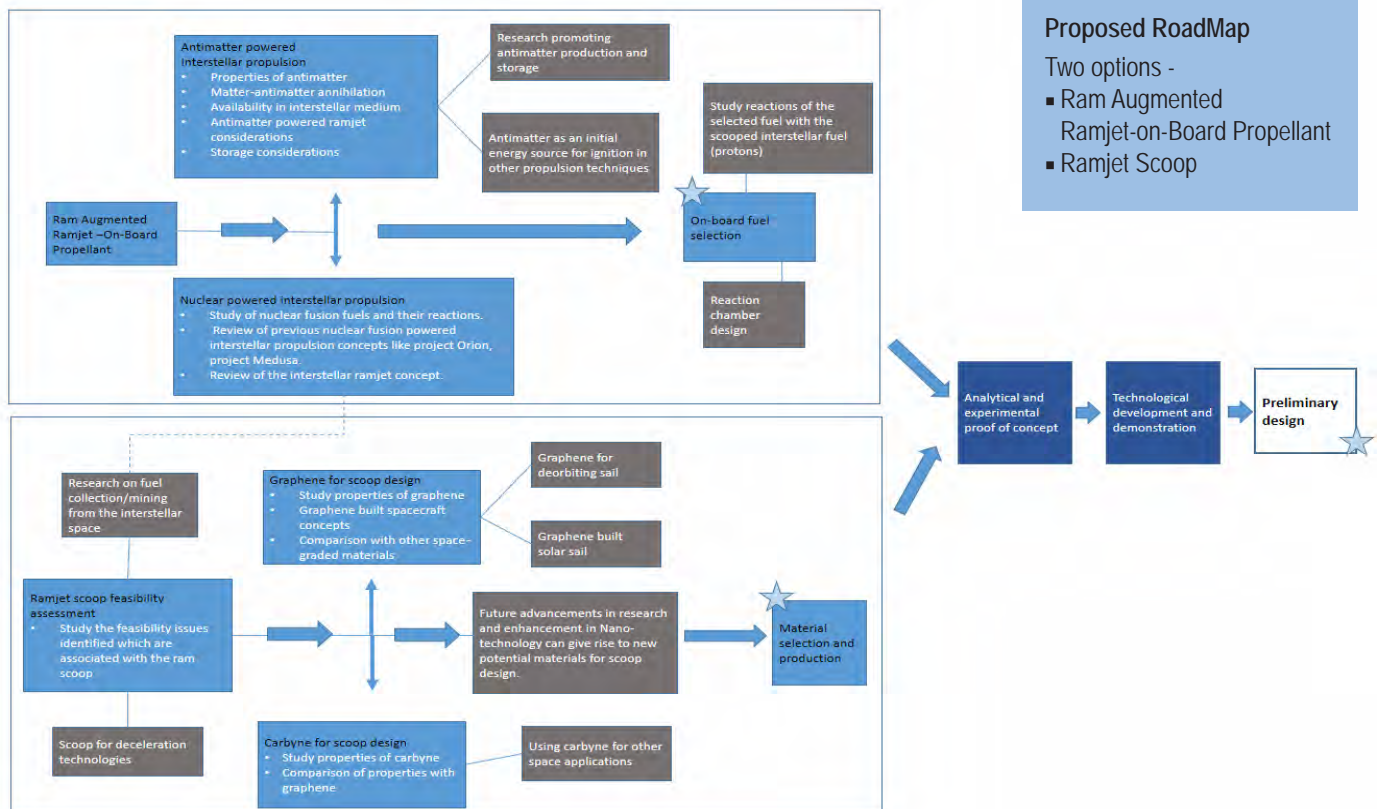 Proposed RoadMap
Two options -
▪ Ram Augmented
Ramjet-on-Board Propellant
▪ Ramjet Scoop
Antimatter powered
Interstellar propulsion
• Properties of antimatter
• Matter-antimatter annihilation
• Availability in interstellar medium
• Antimatter powered ramjet
considerations
• Storage considerations
Research promoting
antimatter production and
storage
Antimatter as an initial
energy source for ignition in
other propulsion techniques
Study reactions of the
selected fuel with the
scooped interstellar fuel
(protons)
Ram Augmented
Ramjet –On-Board
Propellant
On-board fuel
selection
Reaction
chamber
design
Nuclear powered Interstellar propulsion
• Study of nuclear fusion fuels and their reactions.
• Review of previous nuclear fusion powered
interstellar propulsion concepts like project Orion,
project Medusa.
• Review of the interstellar ramjet concept.
Analytical and
experimental
proof of concept
Technological
development and
demonstration
Preliminary
design
Research on fuel
collection/mining
from the interstellar
space
Graphene for scoop design
• Study properties of graphene
• Graphene built spacecraft
concepts
• Comparison with other space-
graded materials
Graphene for
deorbiting sail
Graphene built
solar sail
Ramjet scoop feasibility
assessment
• Study the feasibility issues
identified which are
associated with the ram
scoop
Future advancements in research
and enhancement in Nano-
technology can give rise to new
potential materials for scoop
design.
Material
selection and
production
Scoop for deceleration
technologies
Carbyne for scoop design
• Study properties of carbyne
• Comparison of properties with
graphene
Using carbyne for other
space applications